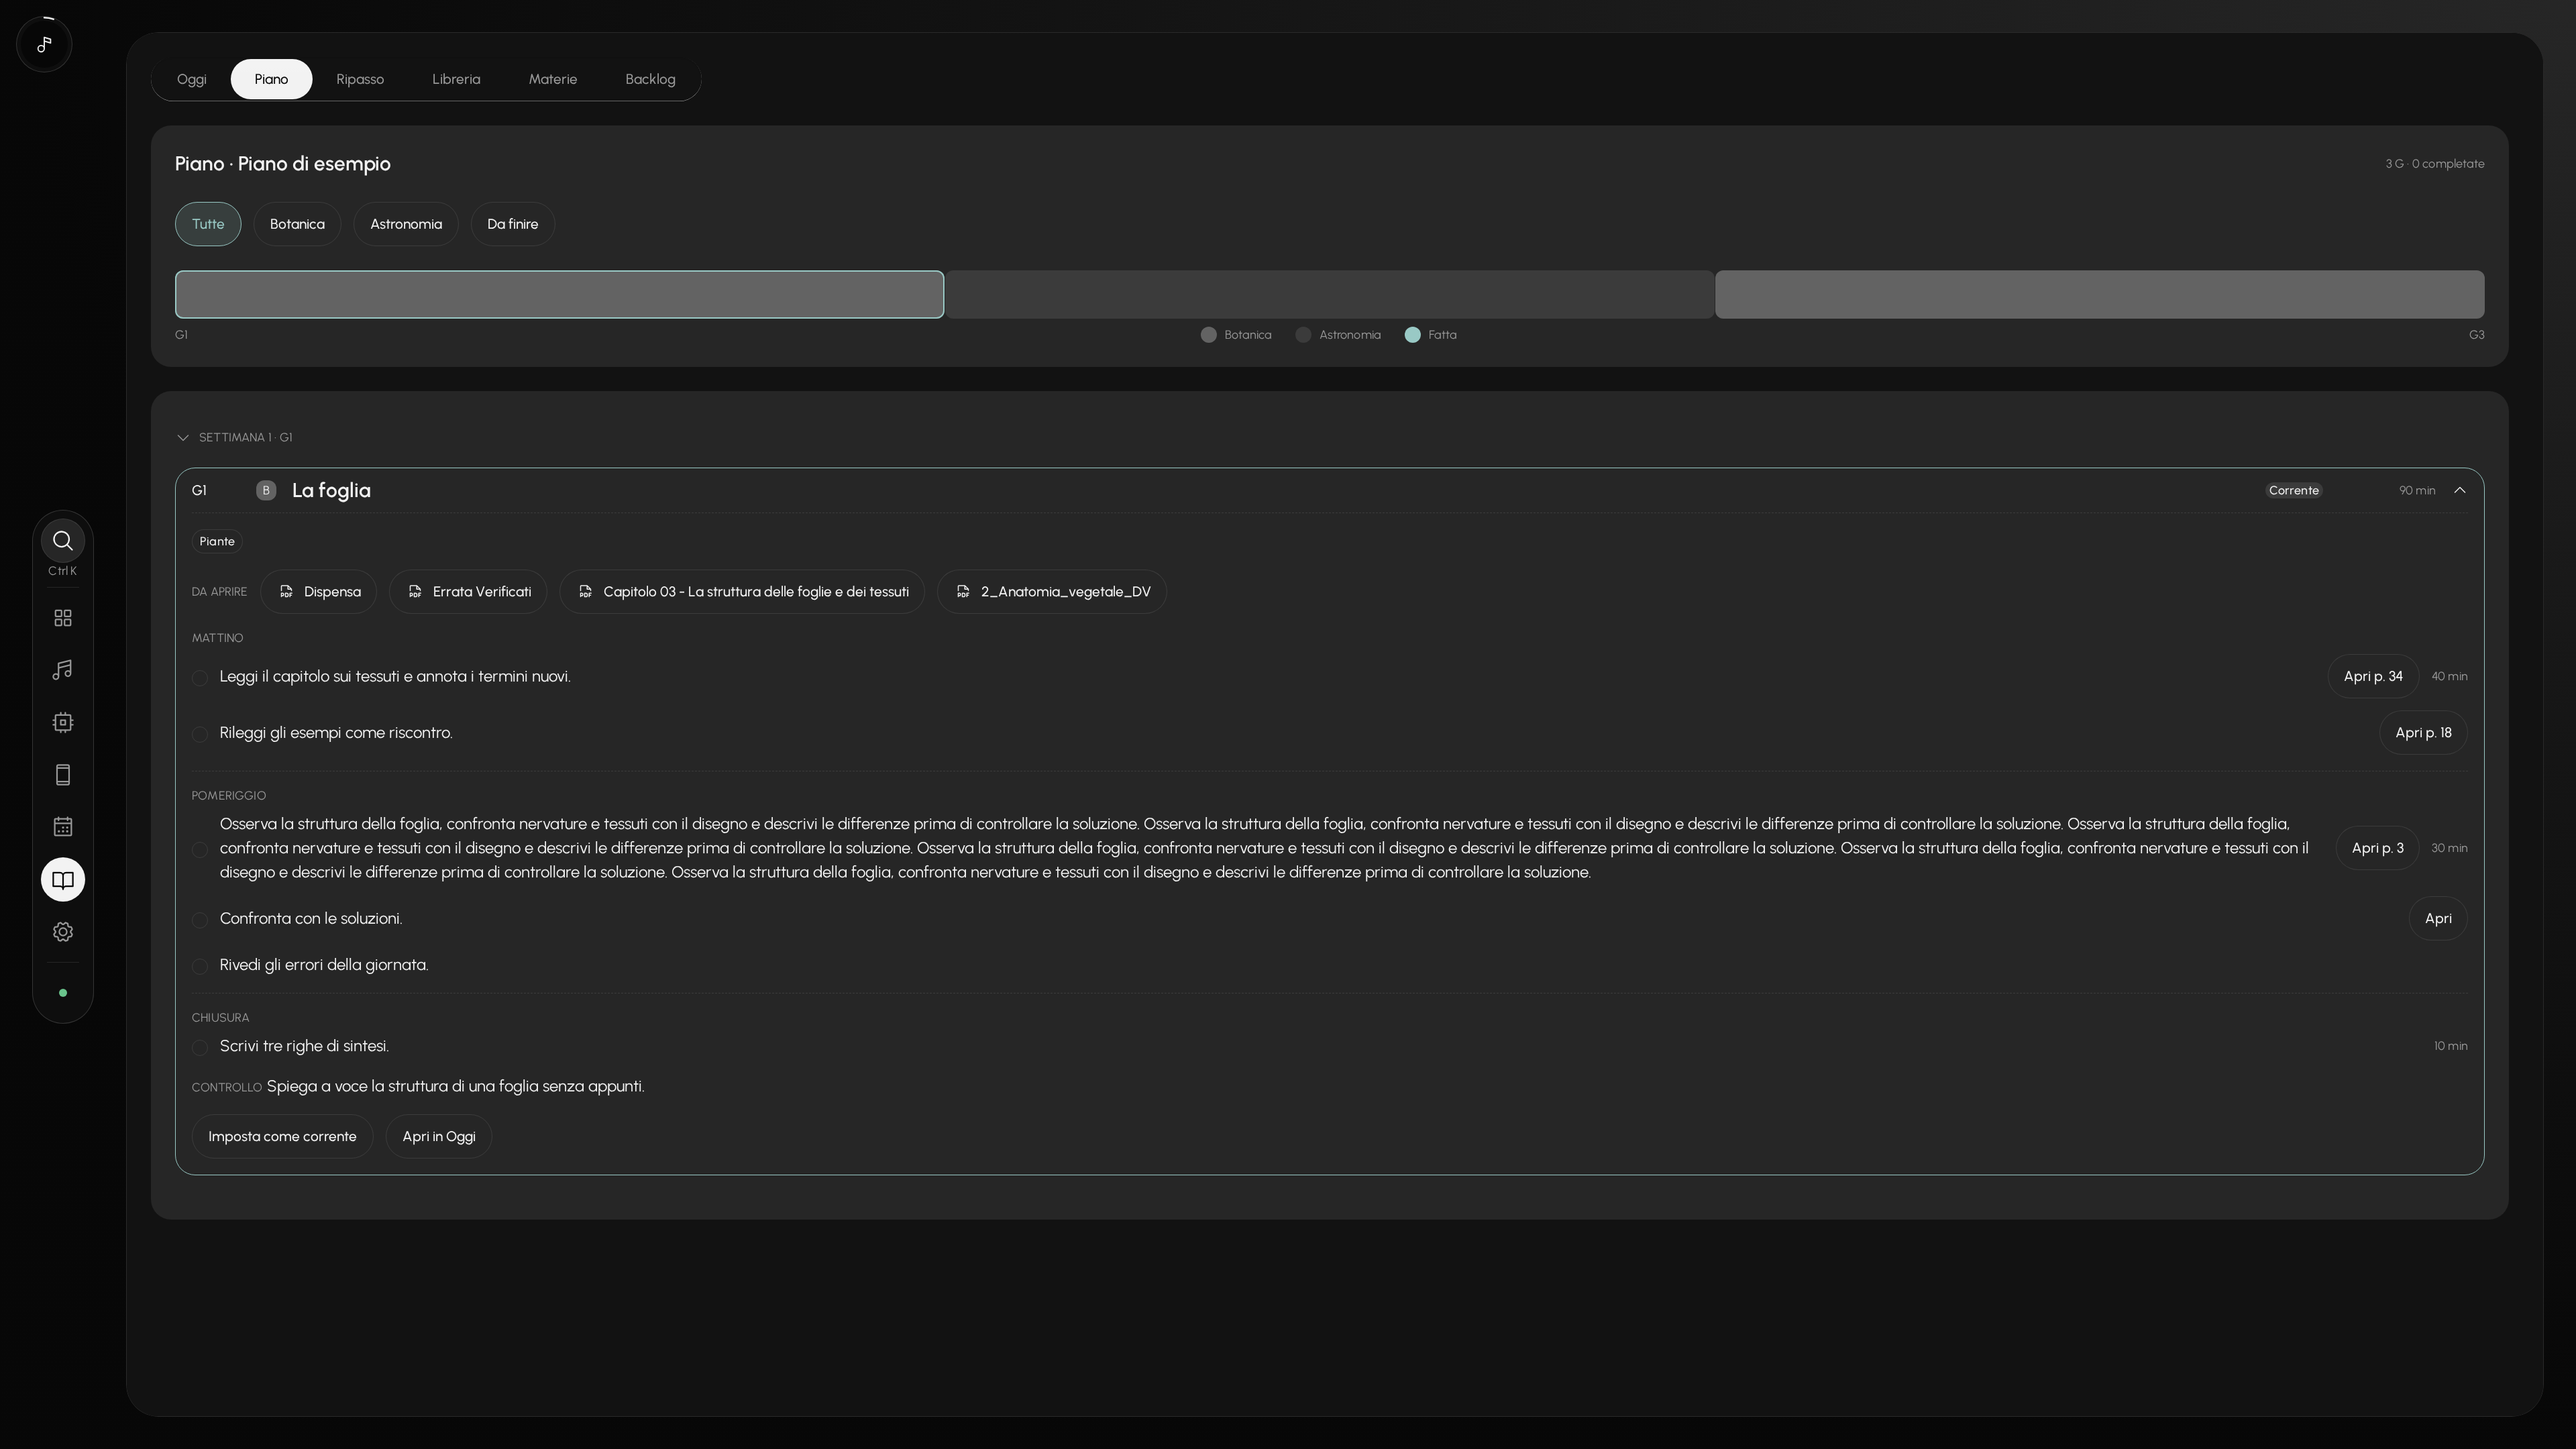 Oggi Piano Ripasso Libreria Materie Backlog
Piano · Piano di esempio
3 G · 0 completate
Tutte Botanica Astronomia Da finire
G1 Botanica Astronomia Fatta G3
SETTIMANA 1 · G1
G1 B La foglia Corrente 90 min
Piante
DA APRIRE PDF Dispensa PDF Errata Verificati PDF Capitolo 03 - La struttura delle foglie e dei tessuti PDF 2_Anatomia_vegetale_DV
MATTINO
Leggi il capitolo sui tessuti e annota i termini nuovi. Apri p. 34 40 min
Rileggi gli esempi come riscontro. Apri p. 18
POMERIGGIO
Osserva la struttura della foglia, confronta nervature e tessuti con il disegno e descrivi le differenze prima di controllare la soluzione. Osserva la struttura della foglia, confronta nervature e tessuti con il disegno e descrivi le differenze prima di controllare la soluzione. Osserva la struttura della foglia,
confronta nervature e tessuti con il disegno e descrivi le differenze prima di controllare la soluzione. Osserva la struttura della foglia, confronta nervature e tessuti con il disegno e descrivi le differenze prima di controllare la soluzione. Osserva la struttura della foglia, confronta nervature e tessuti con il
disegno e descrivi le differenze prima di controllare la soluzione. Osserva la struttura della foglia, confronta nervature e tessuti con il disegno e descrivi le differenze prima di controllare la soluzione.
Apri p. 3 30 min
Confronta con le soluzioni. Apri
Rivedi gli errori della giornata.
CHIUSURA
Scrivi tre righe di sintesi. 10 min
CONTROLLO Spiega a voce la struttura di una foglia senza appunti.
Imposta come corrente Apri in Oggi
Ctrl K